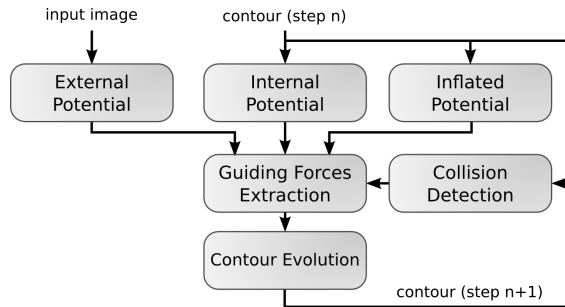 input image
contour (step n)
External
Potential
Internal
Potential
Inflated
Potential
Guiding Forces
Extraction
Collision
Detection
Contour Evolution
contour (step n+1)